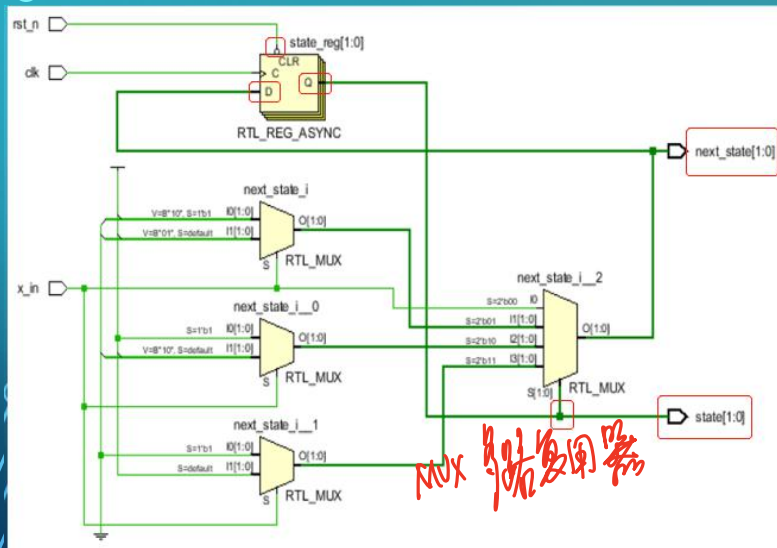 rst_n
state_reg[1:0]
CLR
clk
C
Q
D
RTL_REG_ASYNC
next_state[1:0]
next_state_i
V=B"10", S=1'b1
I0[1:0]
O[1:0]
V=B"01", S=default
I1[1:0]
S
RTL_MUX
x_in
next_state_i__2
next_state_i__0
S=2'b00
I0
S=1'b1
I0[1:0]
O[1:0]
S=2'b01
I1[1:0]
O[1:0]
V=B"10", S=default
I1[1:0]
S=2'b10
I2[1:0]
S=2'b11
I3[1:0]
S
RTL_MUX
S[1:0]
RTL_MUX
state[1:0]
next_state_i__1
S=1'b1
I0[1:0]
O[1:0]
S=default
I1[1:0]
S
RTL_MUX
MUX 多路复用器